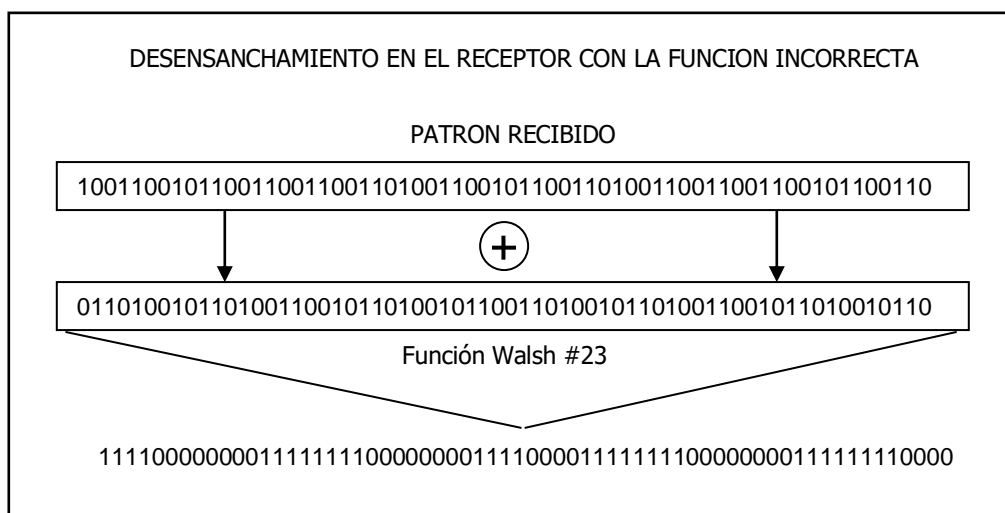 DESENSANCHAMIENTO EN EL RECEPTOR CON LA FUNCION INCORRECTA
PATRON RECIBIDO
1001100101100110011001101001100101100110100110011001100101100110
+
0110100101101001100101101001011001101001011010011001011010010110
Función Walsh #23
1111000000001111111100000000111100001111111100000000111111110000